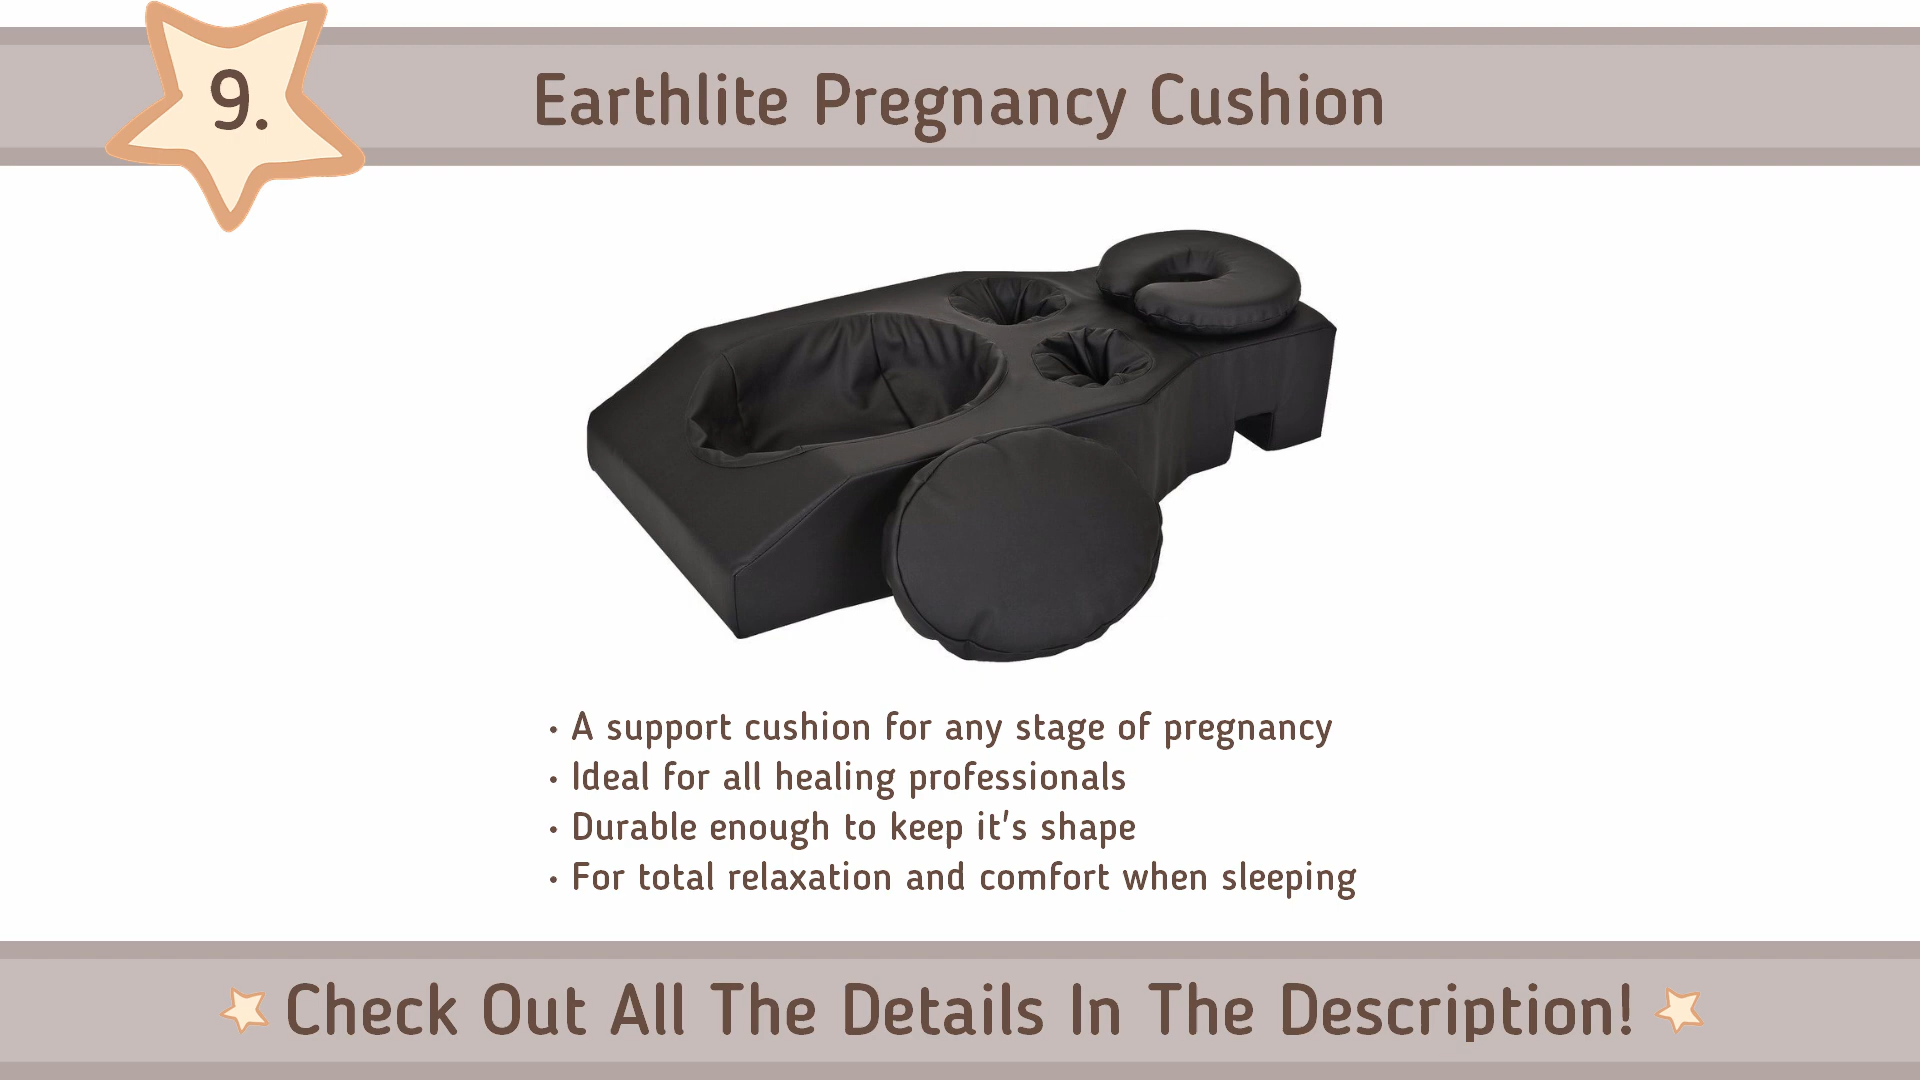 9.
Earthlite Pregnancy Cushion
• A support cushion for any stage of pregnancy
• Ideal for all healing professionals
• Durable enough to keep it's shape
• For total relaxation and comfort when sleeping
Check Out All The Details In The Description!